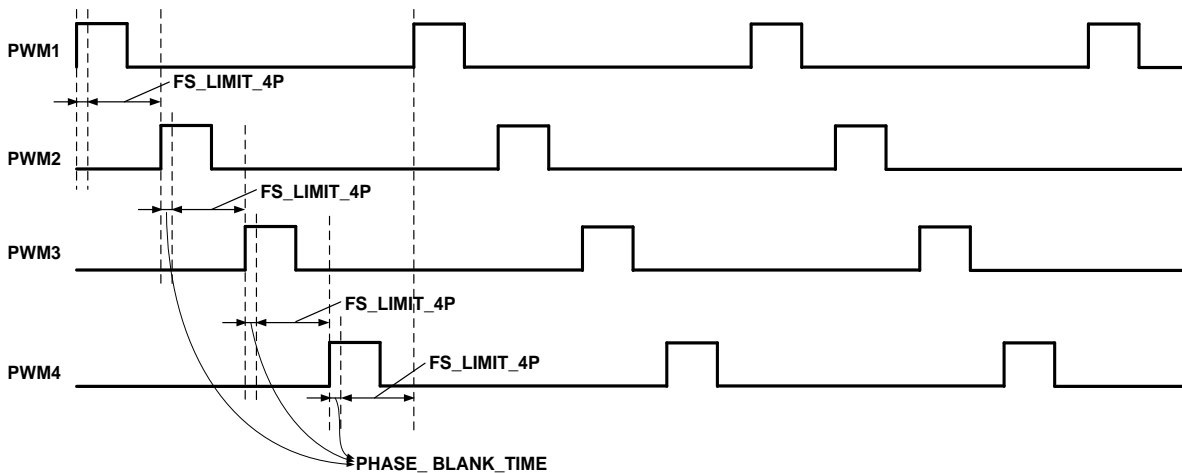 PWM1
FS_LIMIT_4P
PWM2
FS_LIMIT_4P
PWM3
FS_LIMIT_4P
PWM4
FS_LIMIT_4P
PHASE_ BLANK_TIME